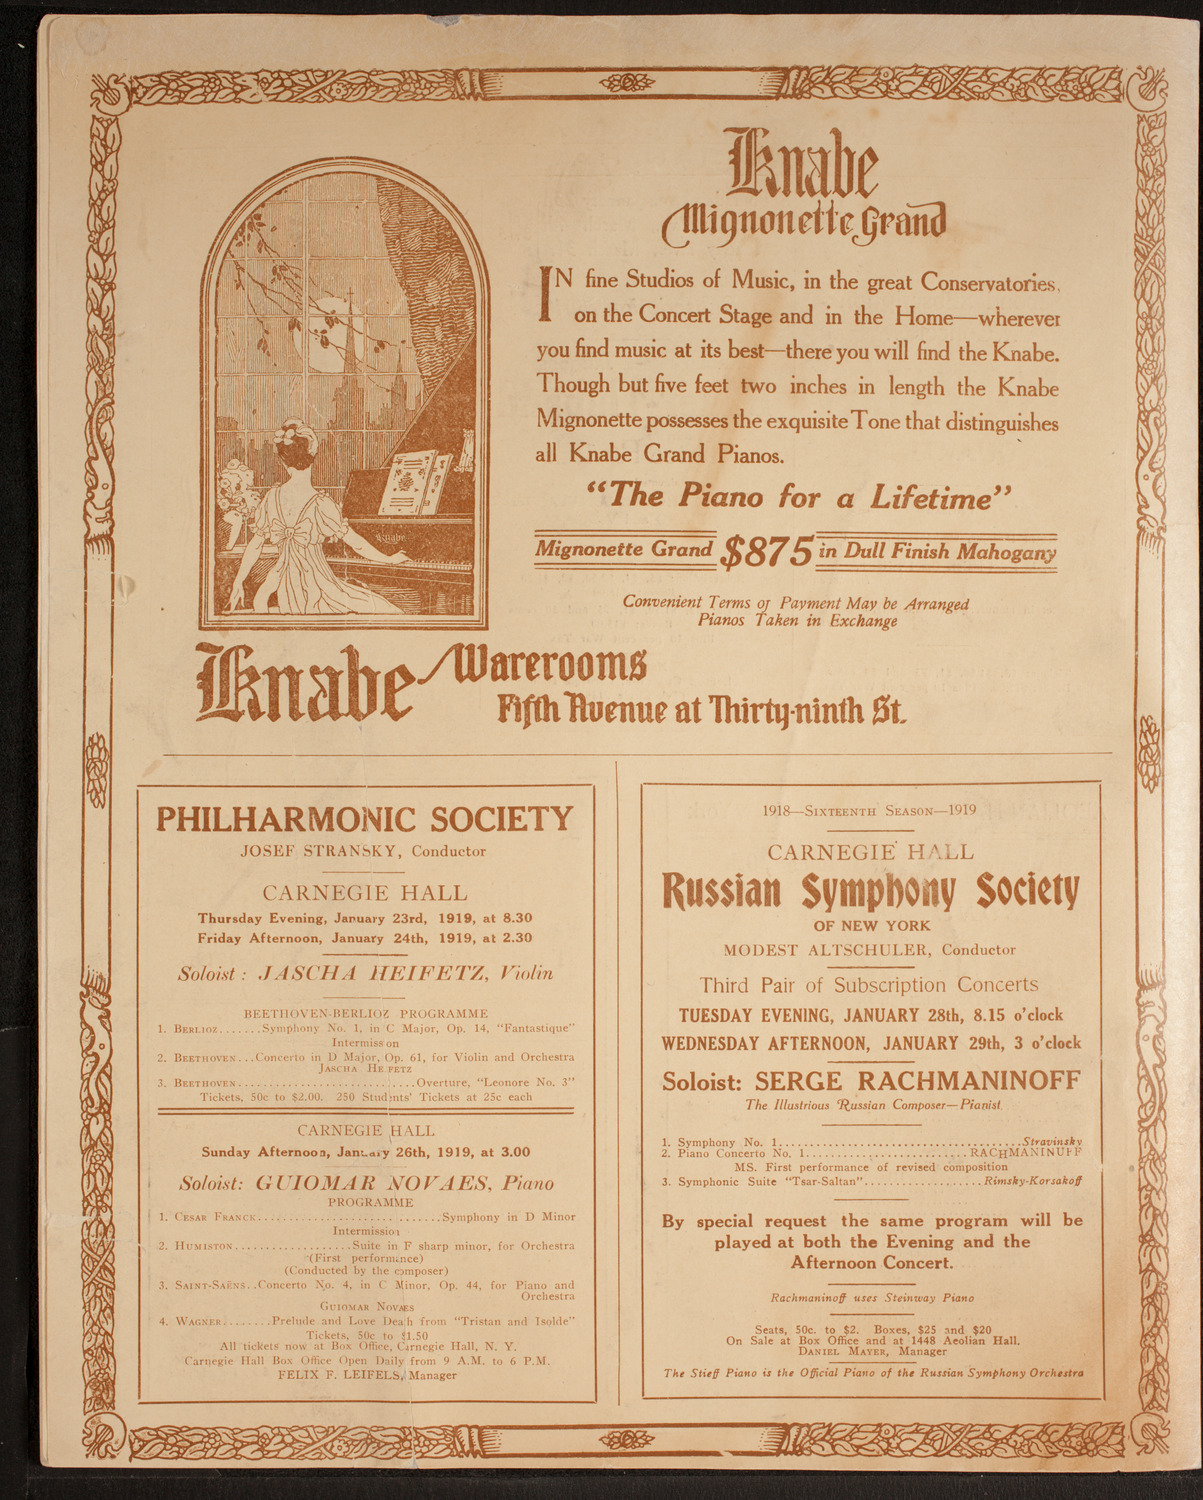 Knabe
Mignonette Grand
IN fine Studios of Music, in the great Conservatories,
on the Concert Stage and in the Home—wherever
you find music at its best—there you will find the Knabe.
Though but five feet two inches in length the Knabe
Mignonette possesses the exquisite Tone that distinguishes
all Knabe Grand Pianos.
"The Piano for a Lifetime"
Mignonette Grand $875 in Dull Finish Mahogany
Convenient Terms of Payment May be Arranged
Pianos Taken in Exchange
Knabe
Knabe Warerooms
Fifth Avenue at Thirty-ninth St.
PHILHARMONIC SOCIETY
JOSEF STRANSKY, Conductor
CARNEGIE HALL
Thursday Evening, January 23rd, 1919, at 8.30
Friday Afternoon, January 24th, 1919, at 2.30
Soloist: JASCHA HEIFETZ, Violin
BEETHOVEN-BERLIOZ PROGRAMME
1. BERLIOZ.......Symphony No. 1, in C Major, Op. 14, "Fantastique"
Intermission
2. BEETHOVEN...Concerto in D Major, Op. 61, for Violin and Orchestra
JASCHA HEIFETZ
3. BEETHOVEN............................Overture, "Leonore No. 3"
Tickets, 50c to $2.00. 250 Students' Tickets at 25c each
CARNEGIE HALL
Sunday Afternoon, January 26th, 1919, at 3.00
Soloist: GUIOMAR NOVAES, Piano
PROGRAMME
1. CESAR FRANCK.............................Symphony in D Minor
Intermission
2. HUMISTON...................Suite in F sharp minor, for Orchestra
(First performance)
(Conducted by the composer)
3. SAINT-SAËNS..Concerto No. 4, in C Minor, Op. 44, for Piano and
Orchestra
GUIOMAR NOVAES
4. WAGNER........Prelude and Love Death from "Tristan and Isolde"
Tickets, 50c to $1.50
All tickets now at Box Office, Carnegie Hall, N. Y.
Carnegie Hall Box Office Open Daily from 9 A.M. to 6 P.M.
FELIX F. LEIFELS, Manager
1918—SIXTEENTH SEASON—1919
CARNEGIE HALL
Russian Symphony Society
OF NEW YORK
MODEST ALTSCHULER, Conductor
Third Pair of Subscription Concerts
TUESDAY EVENING, JANUARY 28th, 8.15 o'clock
WEDNESDAY AFTERNOON, JANUARY 29th, 3 o'clock
Soloist: SERGE RACHMANINOFF
The Illustrious Russian Composer—Pianist
1. Symphony No. 1.......................................Stravinsky
2. Piano Concerto No. 1..........................RACHMANINUFF
MS. First performance of revised composition
3. Symphonic Suite "Tsar-Saltan"...................Rimsky-Korsakoff
By special request the same program will be
played at both the Evening and the
Afternoon Concert.
Rachmaninoff uses Steinway Piano
Seats, 50c. to $2. Boxes, $25 and $20
On Sale at Box Office and at 1448 Aeolian Hall.
DANIEL MAYER, Manager
The Stieff Piano is the Official Piano of the Russian Symphony Orchestra